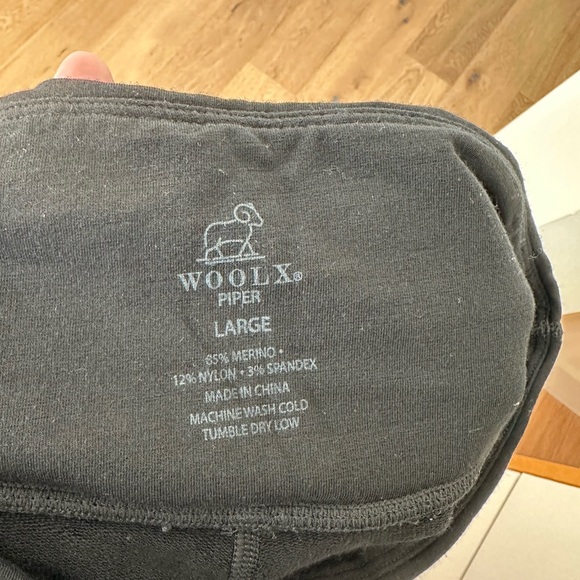 WOOLX®
PIPER
LARGE
85% MERINO •
12% NYLON • 3% SPANDEX
MADE IN CHINA
MACHINE WASH COLD
TUMBLE DRY LOW